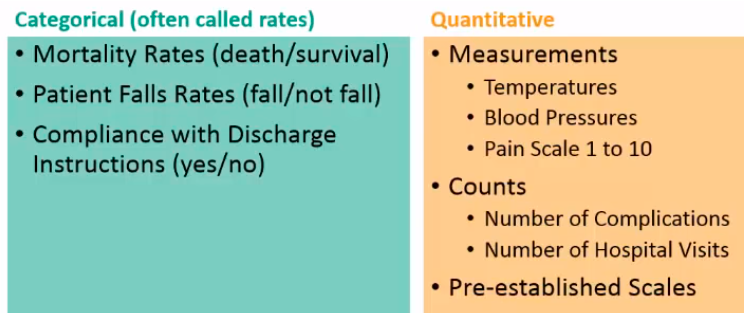 Categorical (often called rates)
• Mortality Rates (death/survival)
• Patient Falls Rates (fall/not fall)
• Compliance with Discharge
Instructions (yes/no)
Quantitative
• Measurements
• Temperatures
• Blood Pressures
• Pain Scale 1 to 10
• Counts
• Number of Complications
• Number of Hospital Visits
• Pre-established Scales